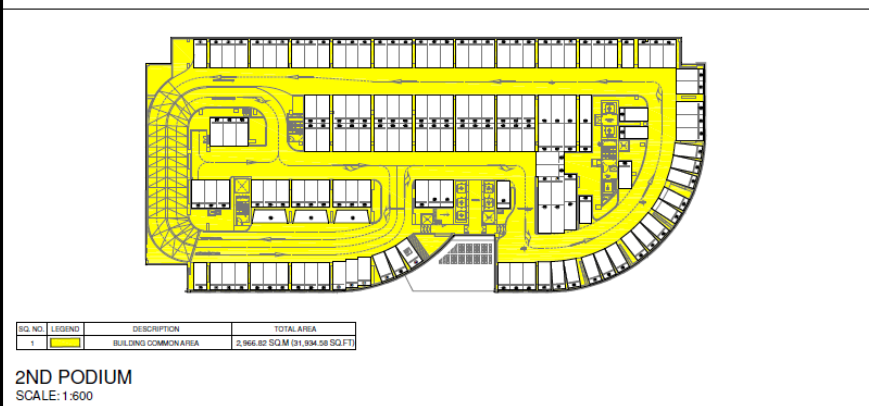 SQ. NO. LEGEND DESCRIPTION TOTAL AREA
1 BUILDING COMMON AREA 2,966.82 SQ.M (31,934.58 SQ.FT)
2ND PODIUM
SCALE: 1:600